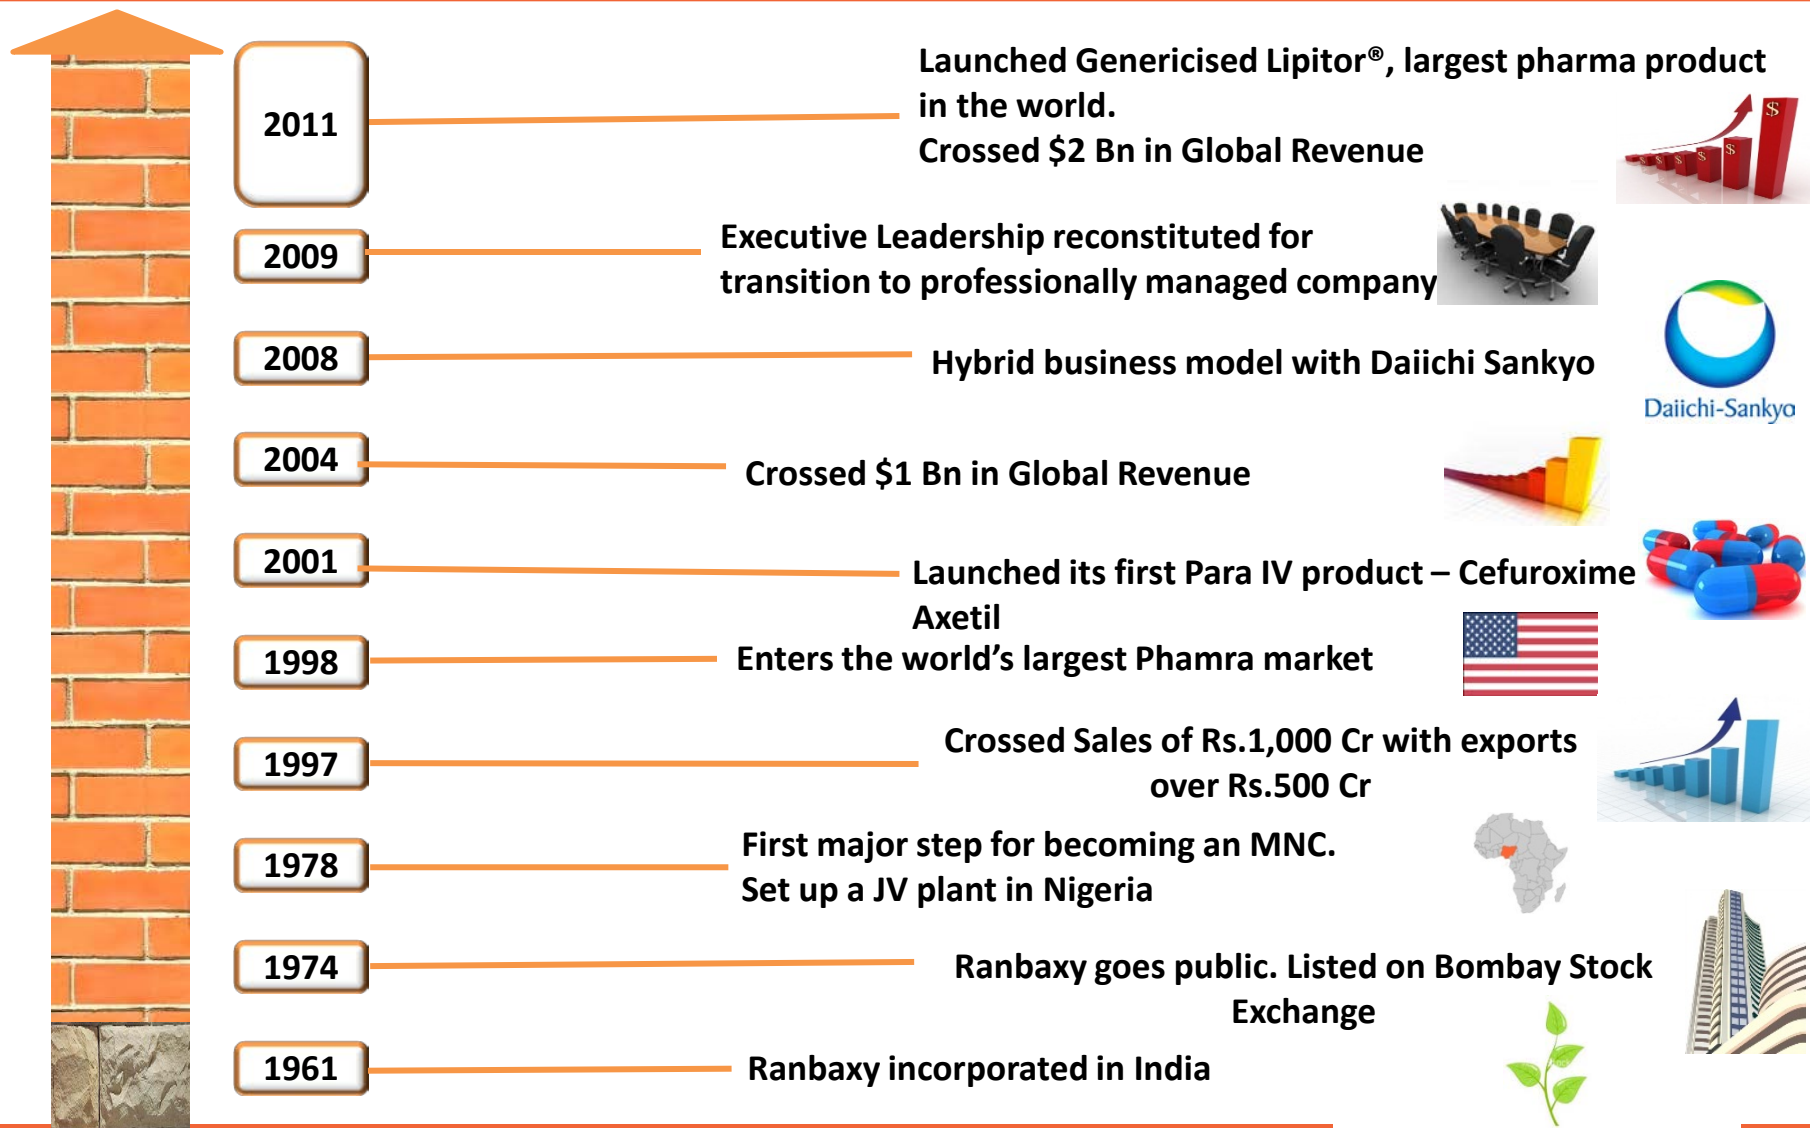 2011
Launched Genericised Lipitor®, largest pharma product
in the world.
Crossed $2 Bn in Global Revenue
2009
Executive Leadership reconstituted for
transition to professionally managed company
2008
Hybrid business model with Daiichi Sankyo
Daiichi-Sankyo
2004
Crossed $1 Bn in Global Revenue
2001
Launched its first Para IV product – Cefuroxime
Axetil
1998
Enters the world’s largest Phamra market
1997
Crossed Sales of Rs.1,000 Cr with exports
over Rs.500 Cr
1978
First major step for becoming an MNC.
Set up a JV plant in Nigeria
1974
Ranbaxy goes public. Listed on Bombay Stock
Exchange
1961
Ranbaxy incorporated in India